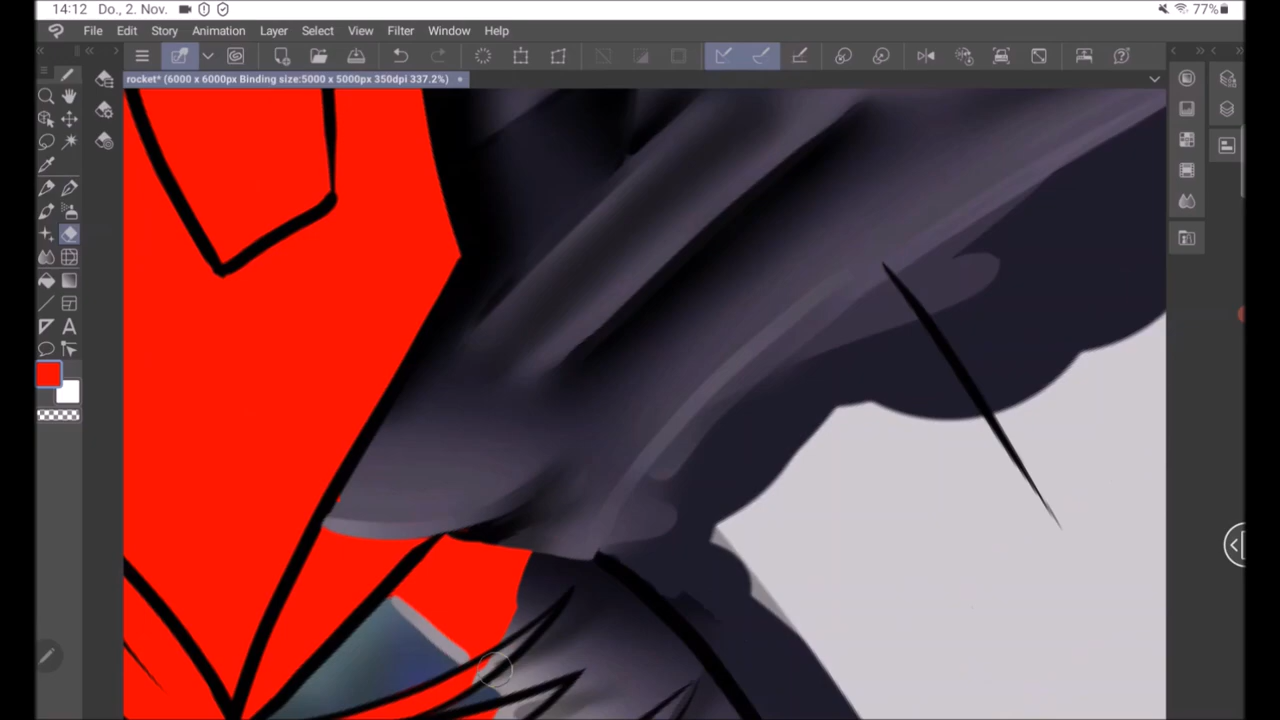 14:12 Do., 2. Nov. 77%
File Edit Story Animation Layer Select View Filter Window Help
rocket* (6000 x 6000px Binding size:5000 x 5000px 350dpi 337.2%)
A